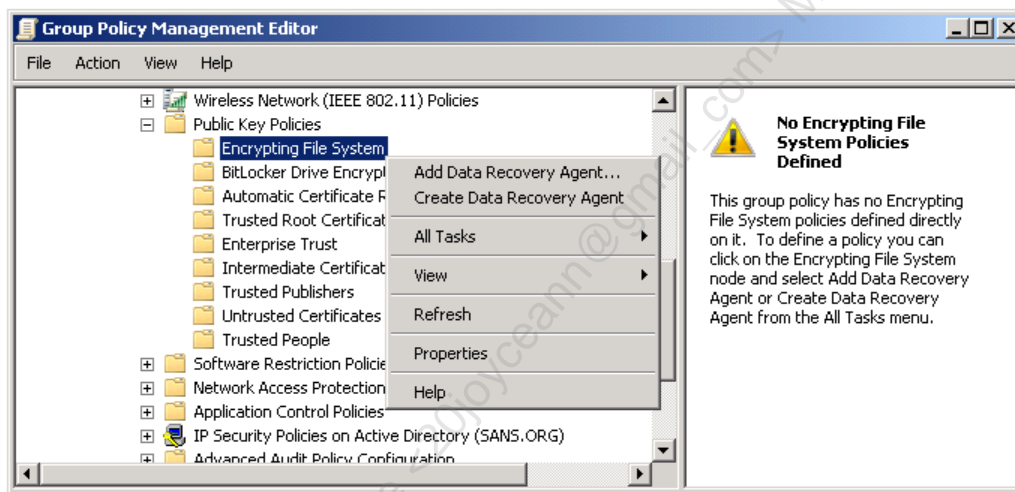 Group Policy Management Editor
File Action View Help
Wireless Network (IEEE 802.11) Policies
Public Key Policies
Encrypting File System
BitLocker Drive Encrypt
Automatic Certificate R
Trusted Root Certificat
Enterprise Trust
Intermediate Certificat
Trusted Publishers
Untrusted Certificates
Trusted People
Software Restriction Policie
Network Access Protection
Application Control Policies
IP Security Policies on Active Directory (SANS.ORG)
Advanced Audit Policy Configuration
Add Data Recovery Agent...
Create Data Recovery Agent
All Tasks
View
Refresh
Properties
Help
No Encrypting File
System Policies
Defined
This group policy has no Encrypting
File System policies defined directly
on it. To define a policy you can
click on the Encrypting File System
node and select Add Data Recovery
Agent or Create Data Recovery
Agent from the All Tasks menu.
<20joyceann@gmail_com>